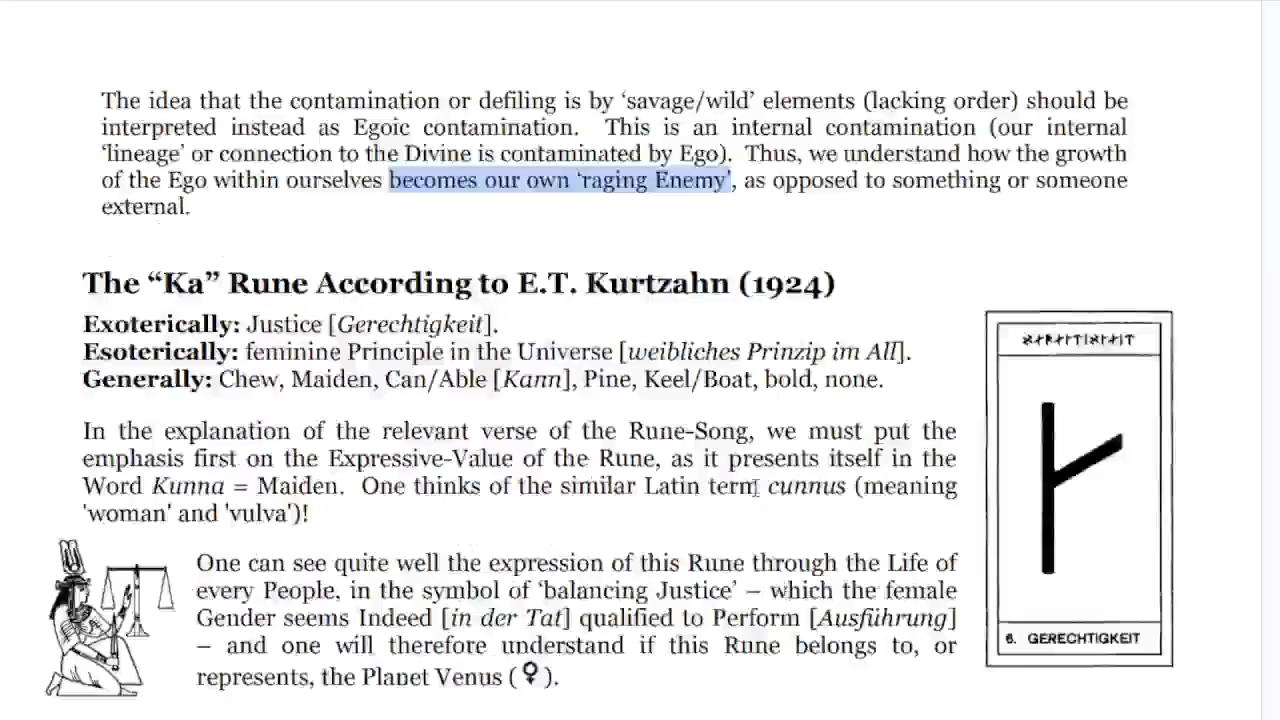 The idea that the contamination or defiling is by ‘savage/wild’ elements (lacking order) should be
interpreted instead as Egoic contamination. This is an internal contamination (our internal
‘lineage’ or connection to the Divine is contaminated by Ego). Thus, we understand how the growth
of the Ego within ourselves becomes our own ‘raging Enemy’, as opposed to something or someone
external.
The “Ka” Rune According to E.T. Kurtzahn (1924)
Exoterically: Justice [Gerechtigkeit].
Esoterically: feminine Principle in the Universe [weibliches Prinzip im All].
Generally: Chew, Maiden, Can/Able [Kann], Pine, Keel/Boat, bold, none.
In the explanation of the relevant verse of the Rune-Song, we must put the
emphasis first on the Expressive-Value of the Rune, as it presents itself in the
Word Kunna = Maiden. One thinks of the similar Latin term cunnus (meaning
'woman' and 'vulva')!
One can see quite well the expression of this Rune through the Life of
every People, in the symbol of ‘balancing Justice’ – which the female
Gender seems Indeed [in der Tat] qualified to Perform [Ausführung]
– and one will therefore understand if this Rune belongs to, or
represents, the Planet Venus (♀).
6. GERECHTIGKEIT